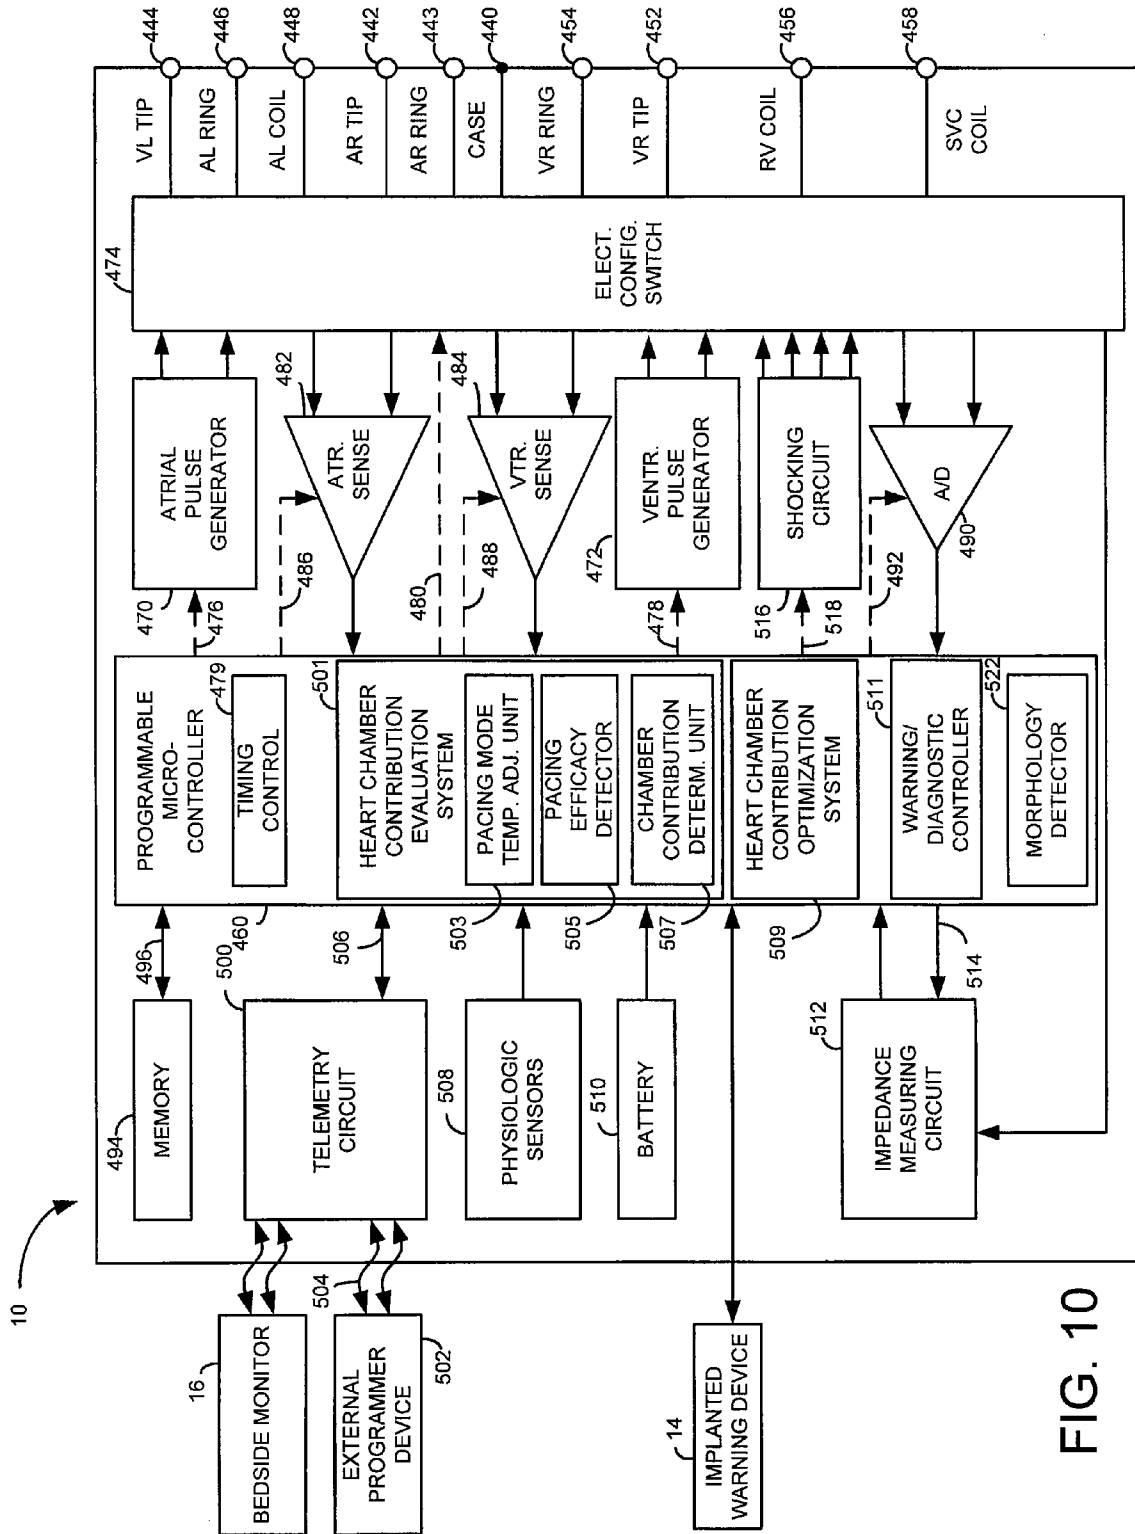 10
444
446
448
442
443
440
454
452
456
458
VL TIP
AL RING
AL COIL
AR TIP
AR RING
CASE
VR RING
VR TIP
RV COIL
SVC
COIL
474
ELECT.
CONFIG.
SWITCH
ATRIAL
PULSE
GENERATOR
470
476
482
ATR.
SENSE
486
480
484
VTR.
SENSE
488
472
VENTR.
PULSE
GENERATOR
478
SHOCKING
CIRCUIT
516
518
492
A/D
490
PROGRAMMABLE
MICRO-
CONTROLLER
479
TIMING
CONTROL
460
501
HEART CHAMBER
CONTRIBUTION
EVALUATION
SYSTEM
PACING MODE
TEMP. ADJ. UNIT
503
PACING
EFFICACY
DETECTOR
505
CHAMBER
CONTRIBUTION
DETERM. UNIT
507
HEART CHAMBER
CONTRIBUTION
OPTIMIZATION
SYSTEM
509
511
WARNING/
DIAGNOSTIC
CONTROLLER
522
MORPHOLOGY
DETECTOR
496
494
MEMORY
500
506
TELEMETRY
CIRCUIT
508
PHYSIOLOGIC
SENSORS
510
BATTERY
512
514
IMPEDANCE
MEASURING
CIRCUIT
16
BEDSIDE MONITOR
504
EXTERNAL
PROGRAMMER
DEVICE
502
14
IMPLANTED
WARNING DEVICE
FIG. 10